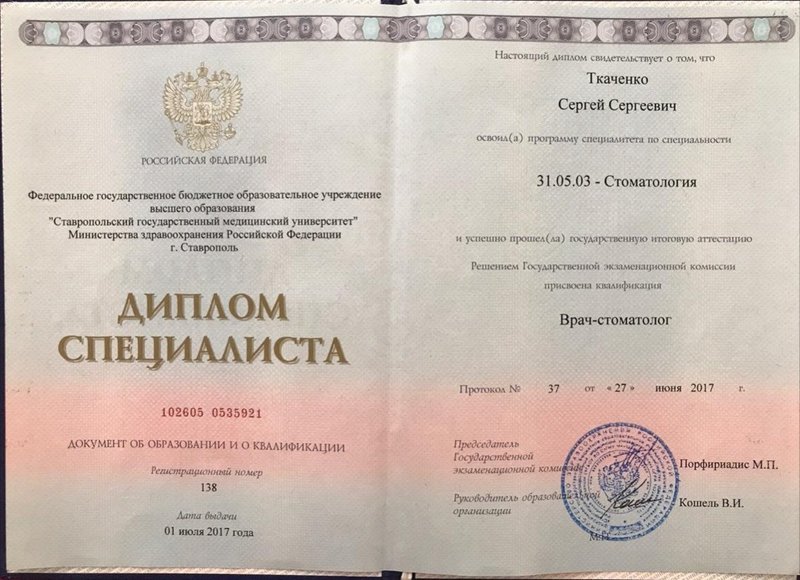 РОССИЙСКАЯ ФЕДЕРАЦИЯ
Федеральное государственное бюджетное образовательное учреждение
высшего образования
"Ставропольский государственный медицинский университет"
Министерства здравоохранения Российской Федерации
г. Ставрополь
ДИПЛОМ
СПЕЦИАЛИСТА
102605 0535921
ДОКУМЕНТ ОБ ОБРАЗОВАНИИ И О КВАЛИФИКАЦИИ
Регистрационный номер
138
Дата выдачи
01 июля 2017 года
Настоящий диплом свидетельствует о том, что
Ткаченко
Сергей Сергеевич
освоил(а) программу специалитета по специальности
31.05.03 - Стоматология
и успешно прошел(ла) государственную итоговую аттестацию
Решением Государственной экзаменационной комиссии
присвоена квалификация
Врач-стоматолог
Протокол № 37 от « 27 » июня 2017 г.
Председатель
Государственной
экзаменационной комиссии
Порфириадис М.П.
Руководитель образовательной
организации
Кошель В.И.
М.П.